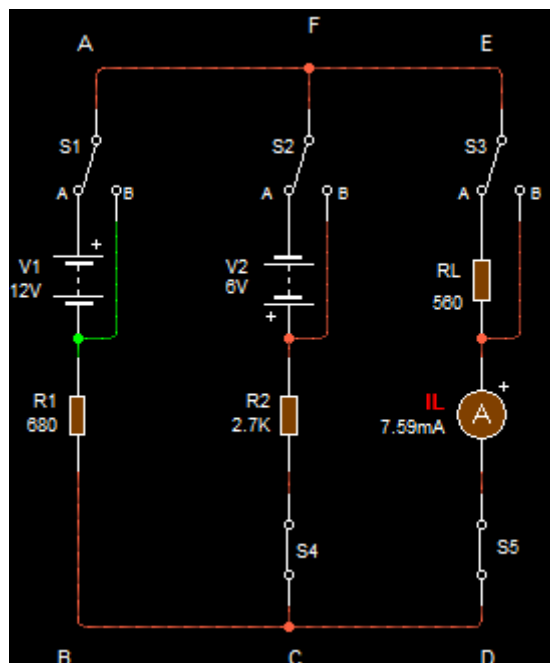 A F E
S1 S2 S3
A B A B A B
+
V1 V2 RL
12V 6V 560
+
R1 R2 IL +
680 2.7K 7.59mA A
S4 S5
B C D